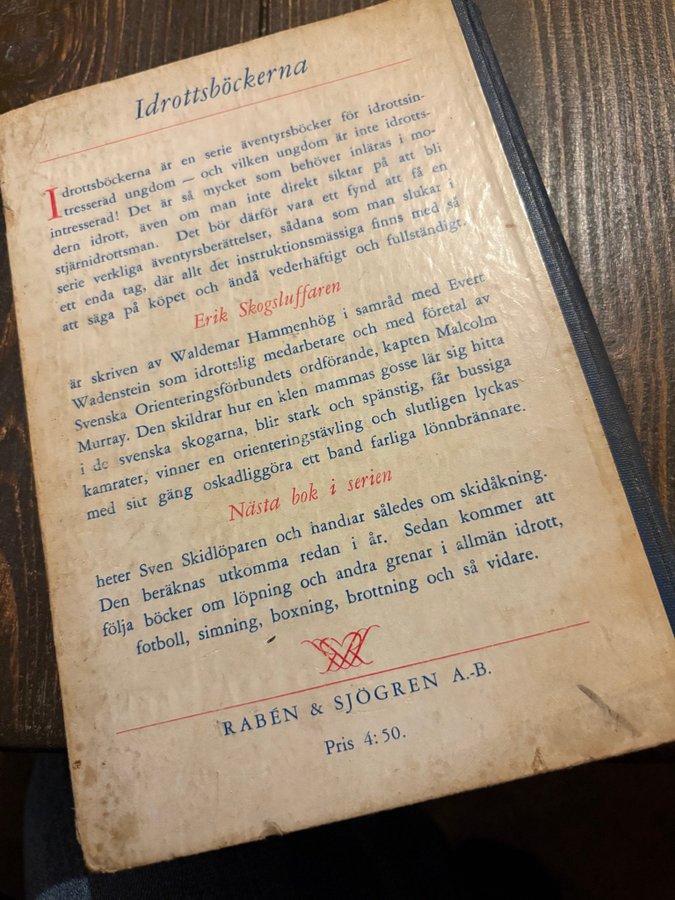 Idrottsböckerna
Idrottsböckerna är en serie äventyrsböcker för idrottsin-
tresserad ungdom — och vilken ungdom är inte idrotts-
intresserad! Det är så mycket som behöver inläras i mo-
dern idrott, även om man inte direkt siktar på att bli
stjärnidrottsman. Det bör därför vara ett fynd att få en
serie verkliga äventyrsberättelser, sådana som man slukar i
ett enda tag, där allt det instruktionsmässiga finns med så
att säga på köpet och ändå vederhäftigt och fullständigt.
Erik Skogsluffaren
är skriven av Waldemar Hammenhög i samråd med Evert
Wadenstein som idrottslig medarbetare och med företal av
Svenska Orienteringsförbundets ordförande, kapten Malcolm
Murray. Den skildrar hur en klen mammas gosse lär sig hitta
i de svenska skogarna, blir stark och spänstig, får bussiga
kamrater, vinner en orienteringstävling och slutligen lyckas
med sitt gäng oskadliggöra ett band farliga lönnbrännare.
Nästa bok i serien
heter Sven Skidlöparen och handlar således om skidåkning.
Den beräknas utkomma redan i år. Sedan kommer att
följa böcker om löpning och andra grenar i allmän idrott,
fotboll, simning, boxning, brottning och så vidare.
RABÉN & SJÖGREN A.-B.
Pris 4:50.